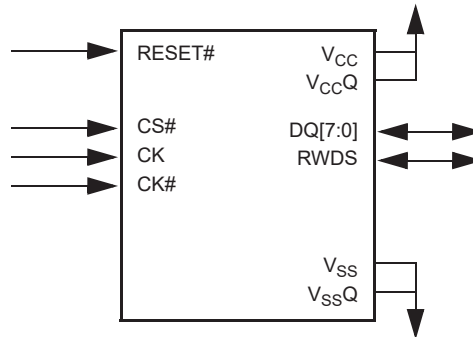 RESET#
CS#
CK
CK#
VCC
VCCQ
DQ[7:0]
RWDS
VSS
VSSQ